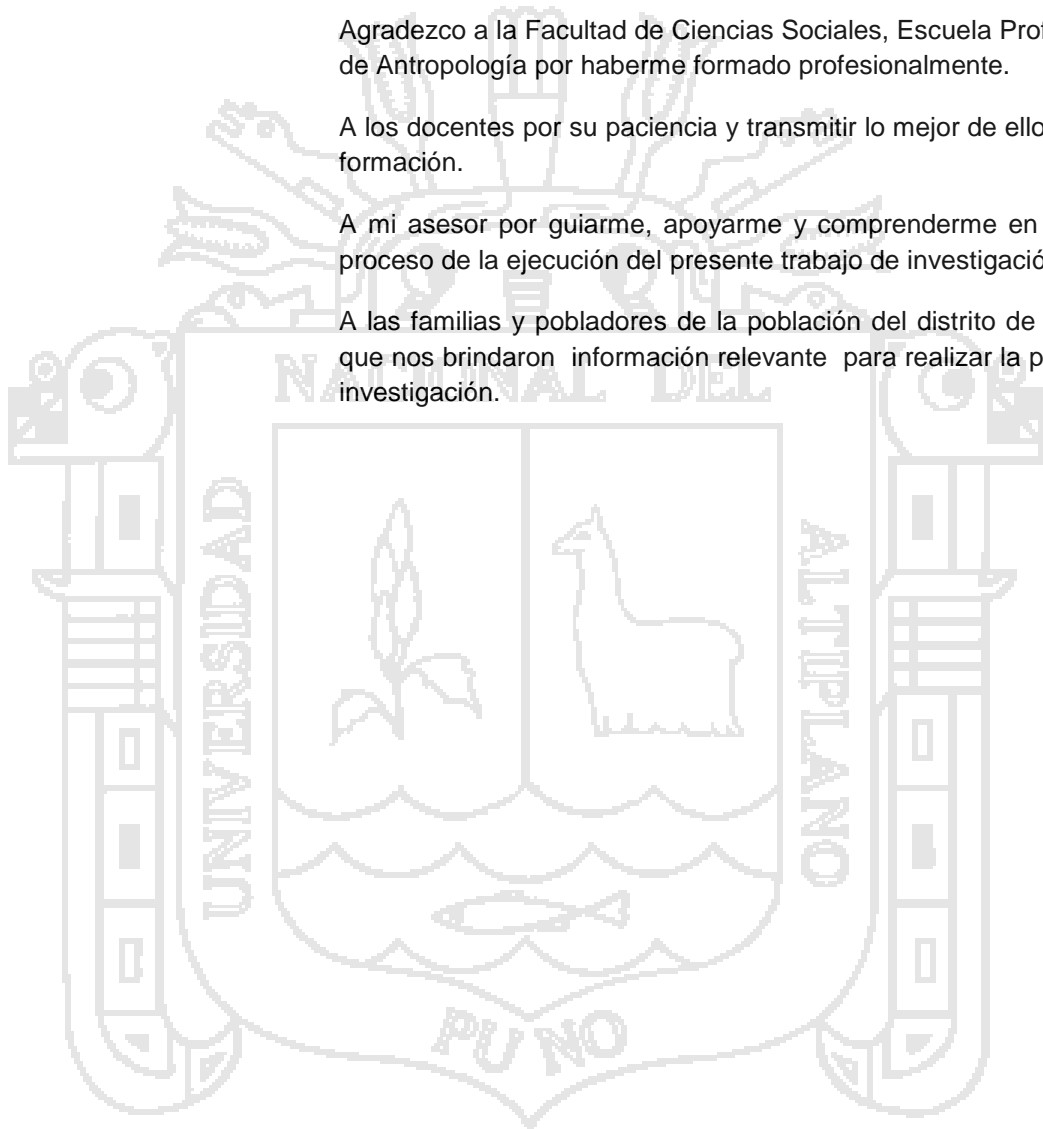 Agradezco a la Facultad de Ciencias Sociales, Escuela
de Antropología por haberme formado profesionalmente.
A los docentes por su paciencia y transmitir lo mejor de
formación.
A mi asesor por guiarme, apoyarme y comprenderme en
proceso de la ejecución del presente trabajo de
A las familias y pobladores de la población del distrito de
que nos brindaron información relevante para realizar la
investigación.
NACIONAL DEL
UNIVERSIDAD
ALTIPLANO
PUNO